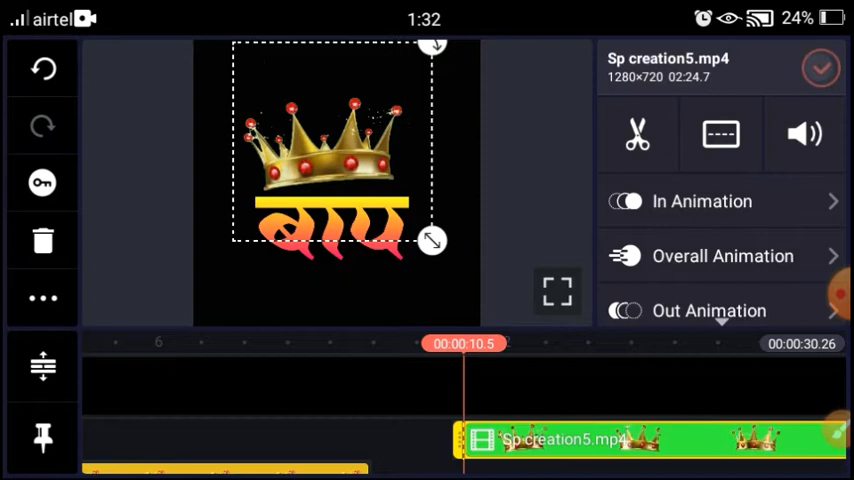 airtel
1:32
24%
Sp creation5.mp4
1280×720 02:24.7
बाप
In Animation
Overall Animation
Out Animation
6
00:00:10.5
00:00:30.26
Sp creation5.mp4